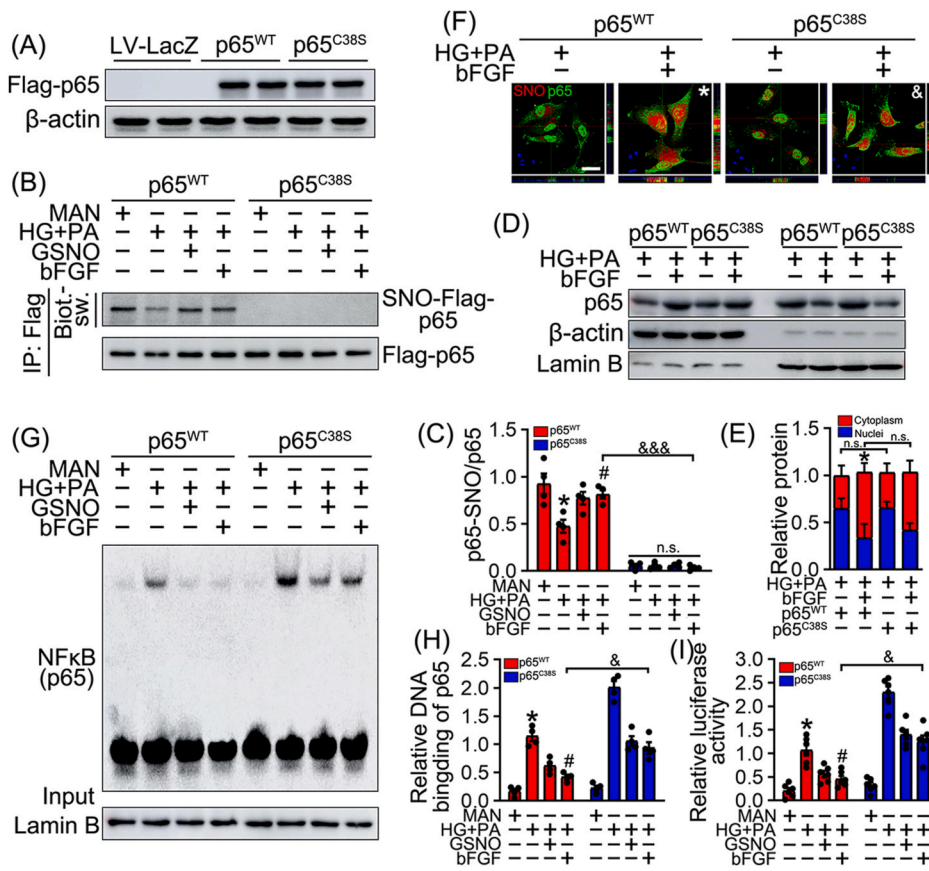 (A)
LV-LacZ p65WT p65C38S
Flag-p65
β-actin
(B)
p65WT p65C38S
MAN + − − − + − − −
HG+PA − + + + − + + +
GSNO − − + − − − + −
bFGF − − − + − − − +
IP: Flag
Biot.-sw.
SNO-Flag-p65
Flag-p65
(F)
p65WT p65C38S
HG+PA + + + +
bFGF − + − +
SNO p65
*
&
(D)
p65WT p65C38S p65WT p65C38S
HG+PA + + + + + + + +
bFGF − + − + − + − +
p65
β-actin
Lamin B
(G)
p65WT p65C38S
MAN + − − − + − − −
HG+PA − + + + − + + +
GSNO − − + − − − + −
bFGF − − − + − − − +
NFκB
(p65)
Input
Lamin B
(C)
p65-SNO/p65
1.5
1.0
0.5
0.0
p65WT
p65C38S
&&&
#
*
n.s.
MAN + − − − + − − −
HG+PA − + + + − + + +
GSNO − − + − − − + −
bFGF − − − + − − − +
(E)
Relative protein
1.5
1.0
0.5
0.0
Cytoplasm
Nuclei
n.s.
n.s.
*
HG+PA + + + +
bFGF − + − +
p65WT + + − −
p65C38S − − + +
(H)
Relative DNA
bingding of p65
2.5
2.0
1.5
1.0
0.5
0.0
p65WT
p65C38S
&
*
#
MAN + − − − + − − −
HG+PA − + + + − + + +
GSNO − − + − − − + −
bFGF − − − + − − − +
(I)
Relative luciferase
activity
3.0
2.5
2.0
1.5
1.0
0.5
0.0
p65WT
p65C38S
&
*
#
MAN + − − − + − − −
HG+PA − + + + − + + +
GSNO − − + − − − + −
bFGF − − − + − − − +